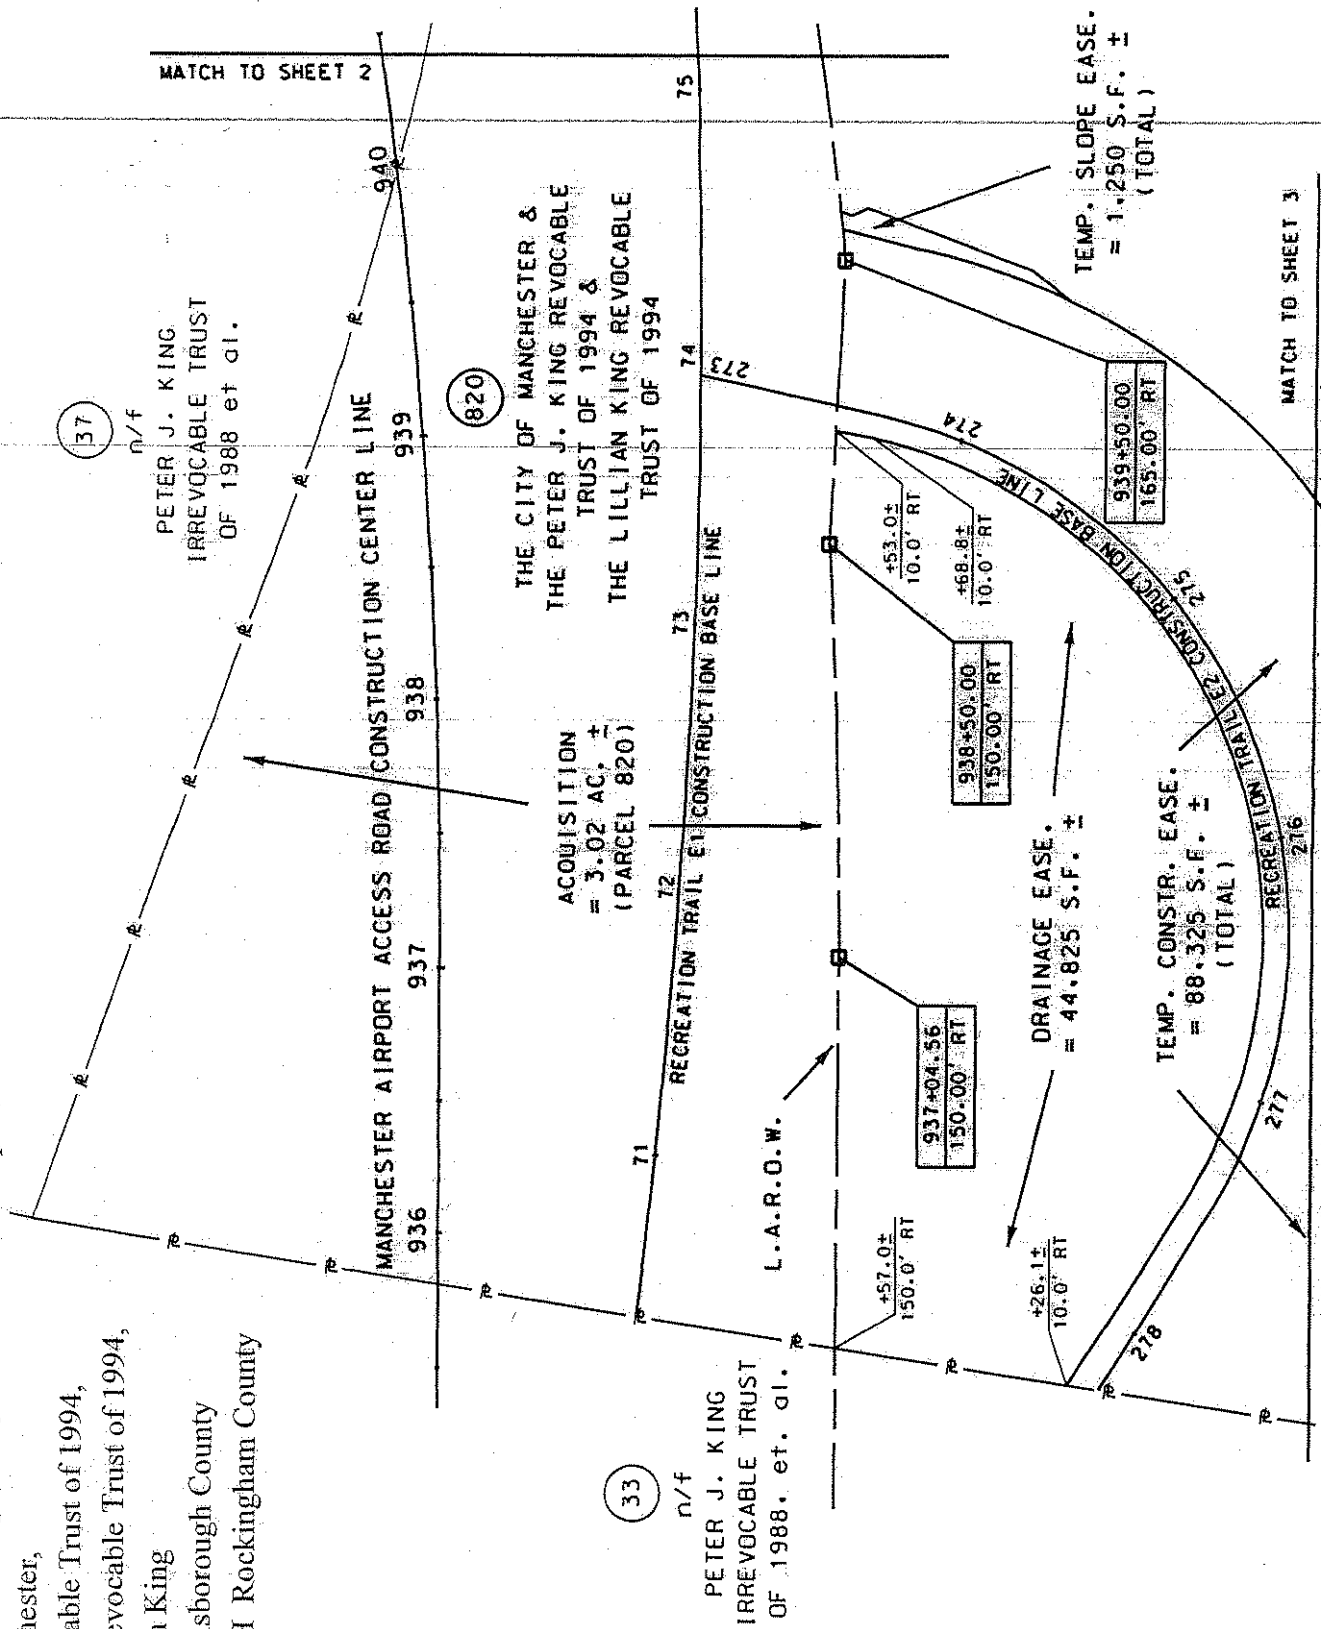 MATCH TO SHEET 2
37
n/f
PETER J. KING
IRREVOCABLE TRUST
OF 1988 et al.
MANCHESTER AIRPORT ACCESS ROAD CONSTRUCTION CENTER LINE
936
937
938
939
940
820
THE CITY OF MANCHESTER &
THE PETER J. KING REVOCABLE
TRUST OF 1994 &
THE LILLIAN KING REVOCABLE
TRUST OF 1994
ACQUISITION
= 3.02 AC. ±
(PARCEL 820)
RECREATION TRAIL E1 CONSTRUCTION BASE LINE
71
72
73
74
75
L.A.R.O.W.
+57.0±
150.0' RT
937+04.56
150.00' RT
938+50.00
150.00' RT
939+50.00
165.00' RT
+53.0±
10.0' RT
+68.8±
10.0' RT
+26.1±
10.0' RT
TEMP. SLOPE EASE.
= 1,250 S.F. ±
(TOTAL)
DRAINAGE EASE.
= 44,825 S.F. ±
TEMP. CONSTR. EASE.
= 88,325 S.F. ±
(TOTAL)
RECREATION TRAIL E2 CONSTRUCTION BASE LINE
273
274
275
276
277
278
MATCH TO SHEET 3
33
n/f
PETER J. KING
IRREVOCABLE TRUST
OF 1988. et. al.
hester,
able Trust of 1994,
evocable Trust of 1994,
King
sborough County
Rockingham County